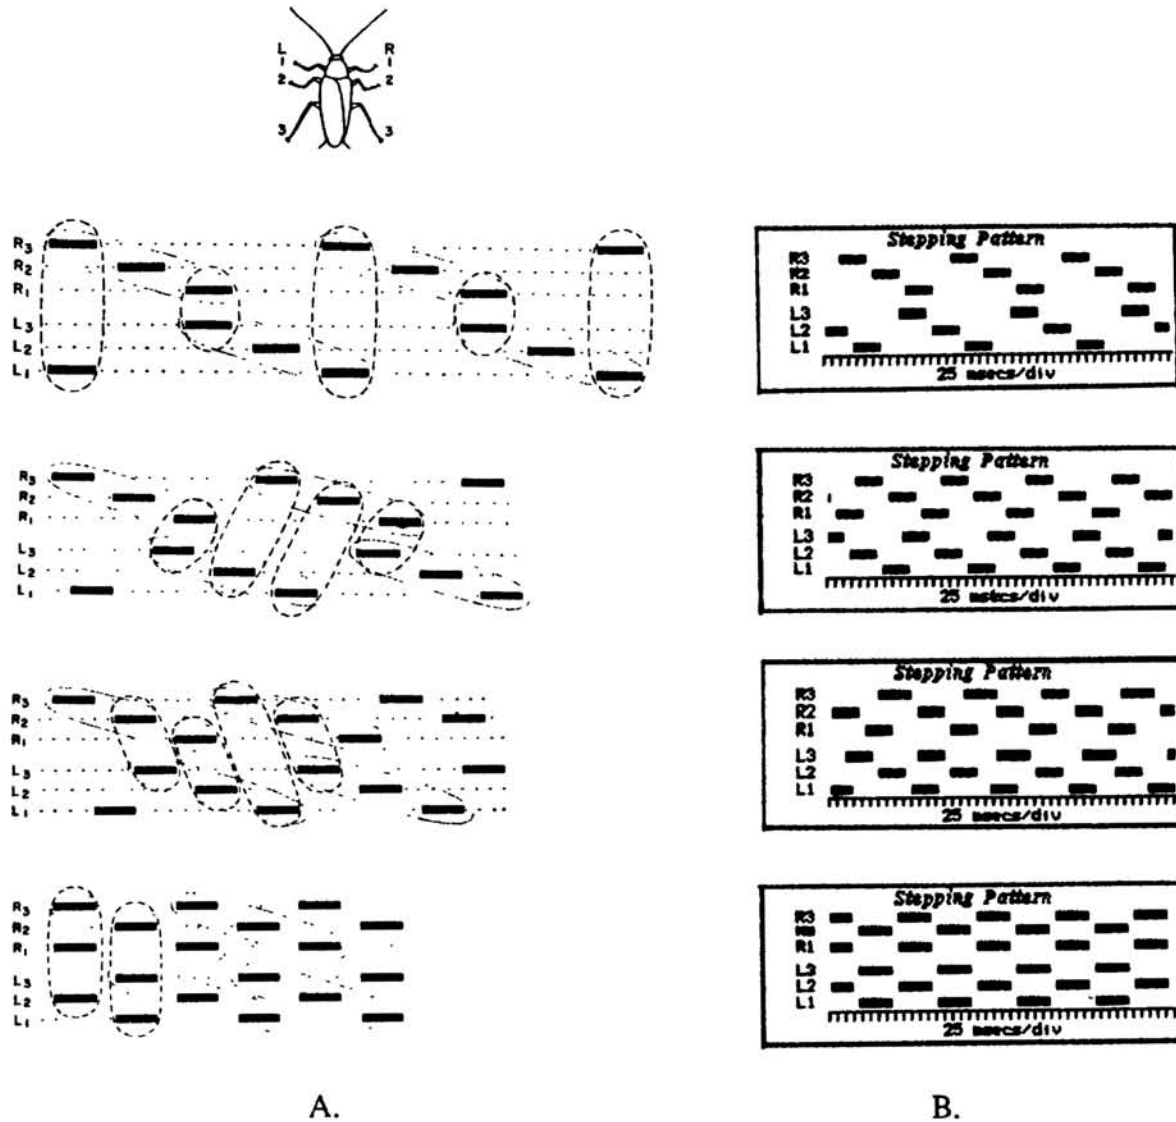 L R
1 1
2 2
3 3
R3
R2
R1
L3
L2
L1
Stepping Pattern
R3
R2
R1
L3
L2
L1
25 msecs/div
R3
R2
R1
L3
L2
L1
Stepping Pattern
R3
R2
R1
L3
L2
L1
25 msecs/div
R3
R2
R1
L3
L2
L1
Stepping Pattern
R3
R2
R1
L3
L2
L1
25 msecs/div
R3
R2
R1
L3
L2
L1
Stepping Pattern
R3
R1
L3
L2
L1
25 msecs/div
A. B.